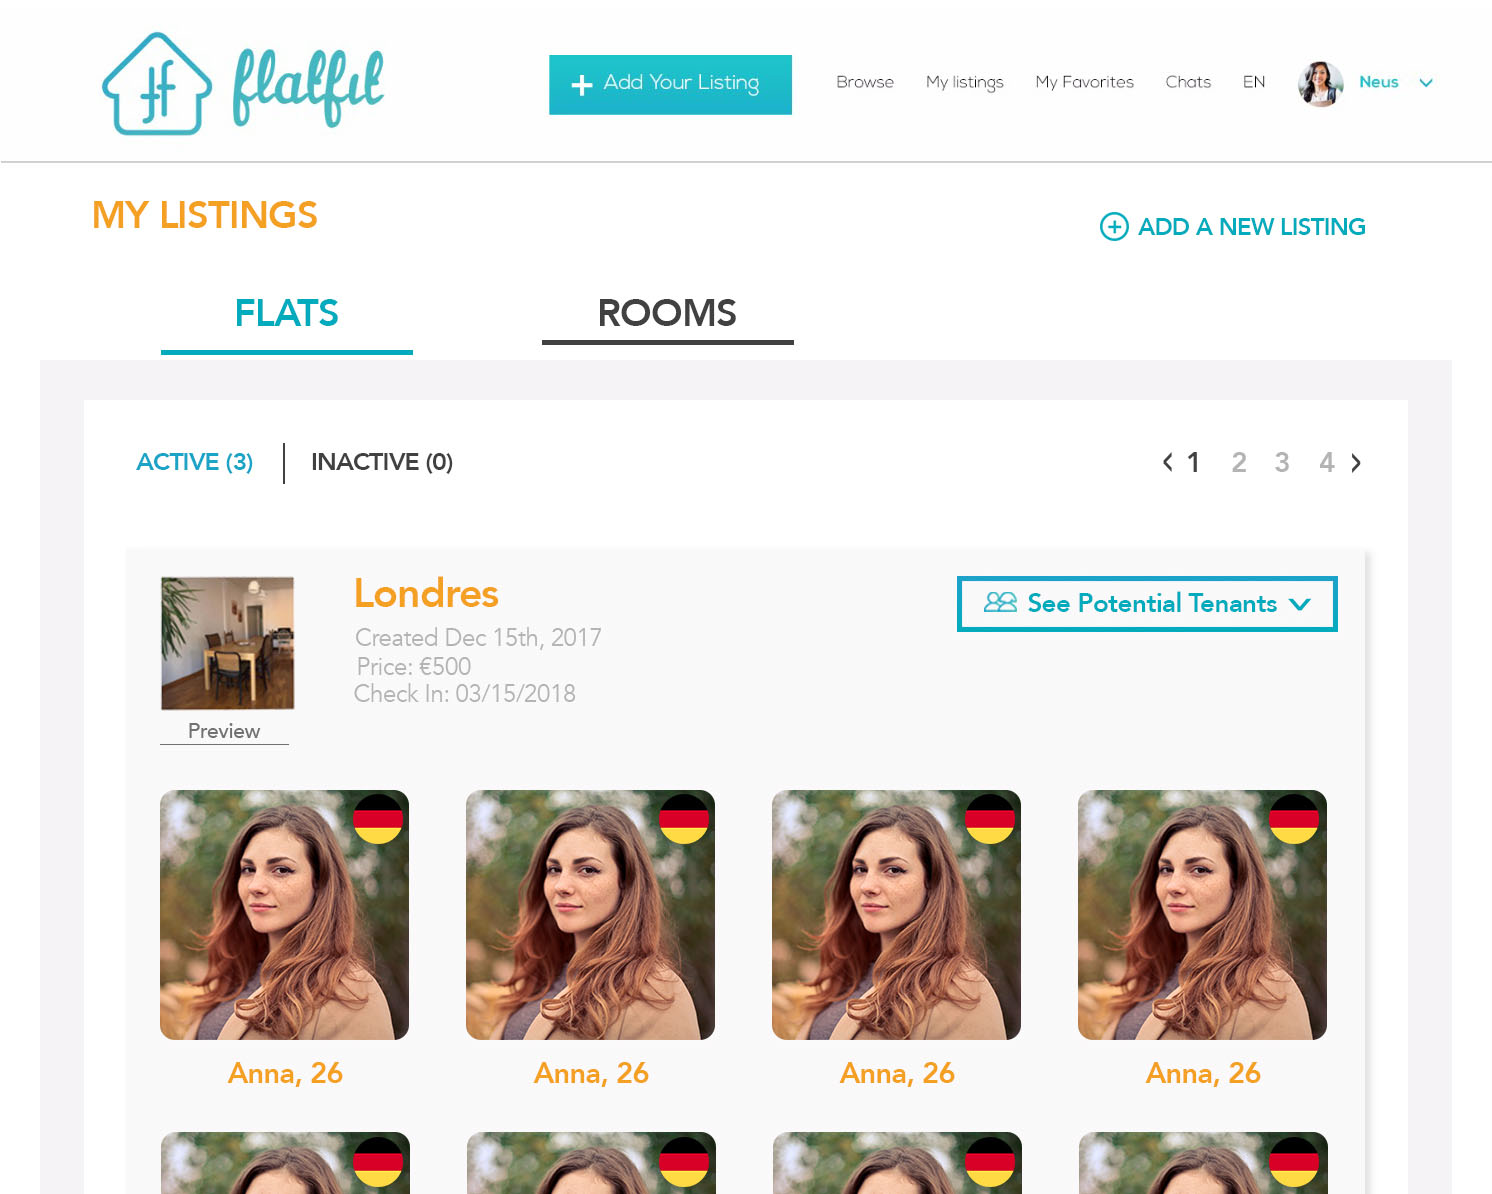 flatfit
+ Add Your Listing
Browse
My listings
My Favorites
Chats
EN
Neus
MY LISTINGS
ADD A NEW LISTING
FLATS
ROOMS
ACTIVE (3)
INACTIVE (0)
1 2 3 4
Londres
See Potential Tenants
Created Dec 15th, 2017
Price: €500
Check In: 03/15/2018
Preview
Anna, 26
Anna, 26
Anna, 26
Anna, 26